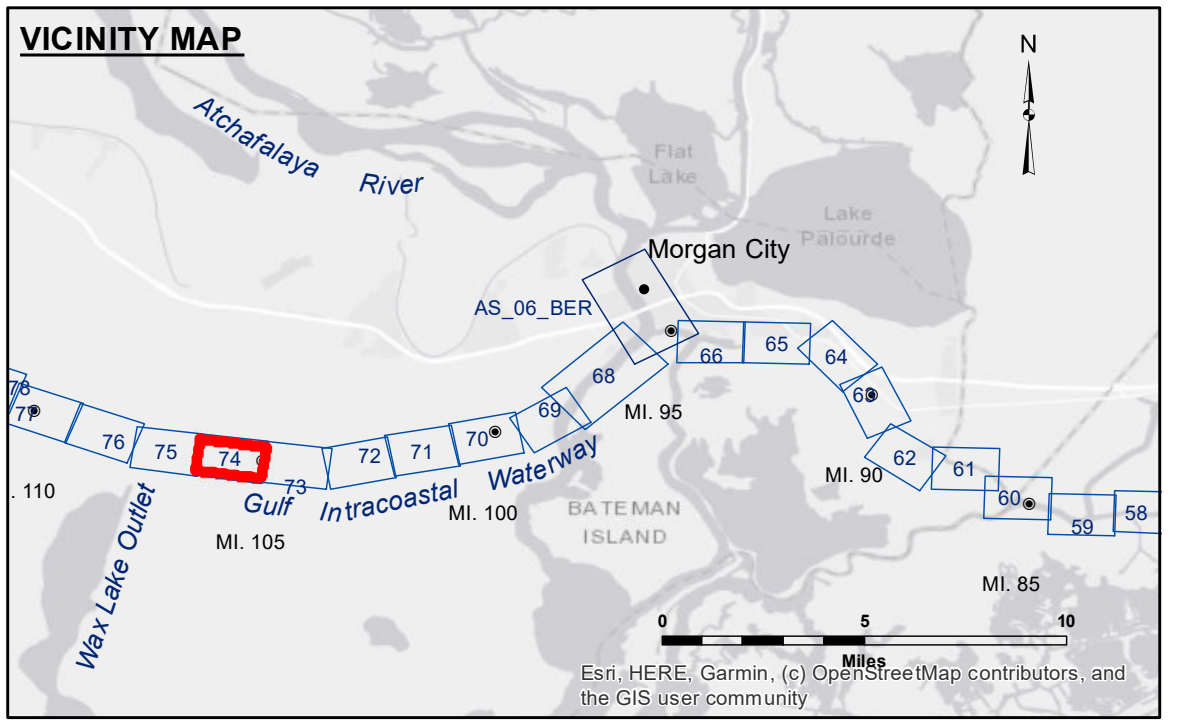 VICINITY MAP
N
Atchafalaya
River
Flat
Lake
Lake
Palourde
Morgan City
AS_06_BER
66
65
64
63
68
MI. 95
69
70
71
72
73
74
75
76
77
78
. 110
Gulf
Intracoastal
Waterway
MI. 100
MI. 105
Wax Lake Outlet
BATEMAN
ISLAND
62
MI. 90
61
60
59
58
MI. 85
0
5
10
Miles
Esri, HERE, Garmin, (c) OpenStreetMap contributors, and
the GIS user community